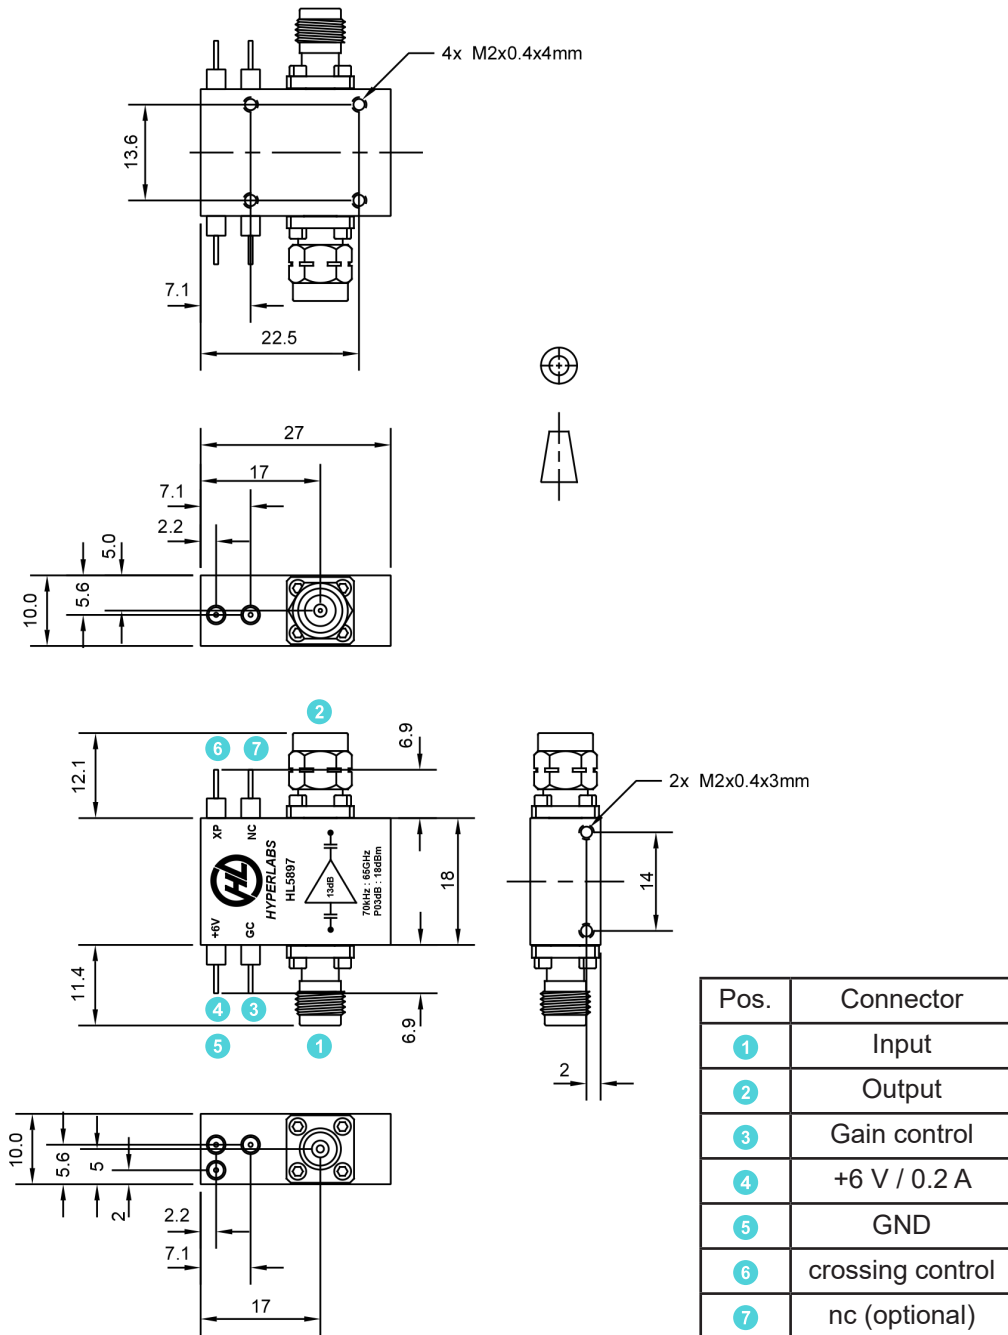 4x M2x0.4x4mm
13.6
7.1
22.5
27
17
7.1
2.2
5.0
5.6
10.0
2
6
7
6.9
12.1
2x M2x0.4x3mm
XP
NC
HL
HYPERLABS
HL5897
13dB
70kHz : 65GHz
P03dB : 18dBm
+6V
GC
18
14
11.4
4
3
6.9
5
1
2
10.0
5.6
5
2
2.2
7.1
17
Pos. Connector
1 Input
2 Output
3 Gain control
4 +6 V / 0.2 A
5 GND
6 crossing control
7 nc (optional)